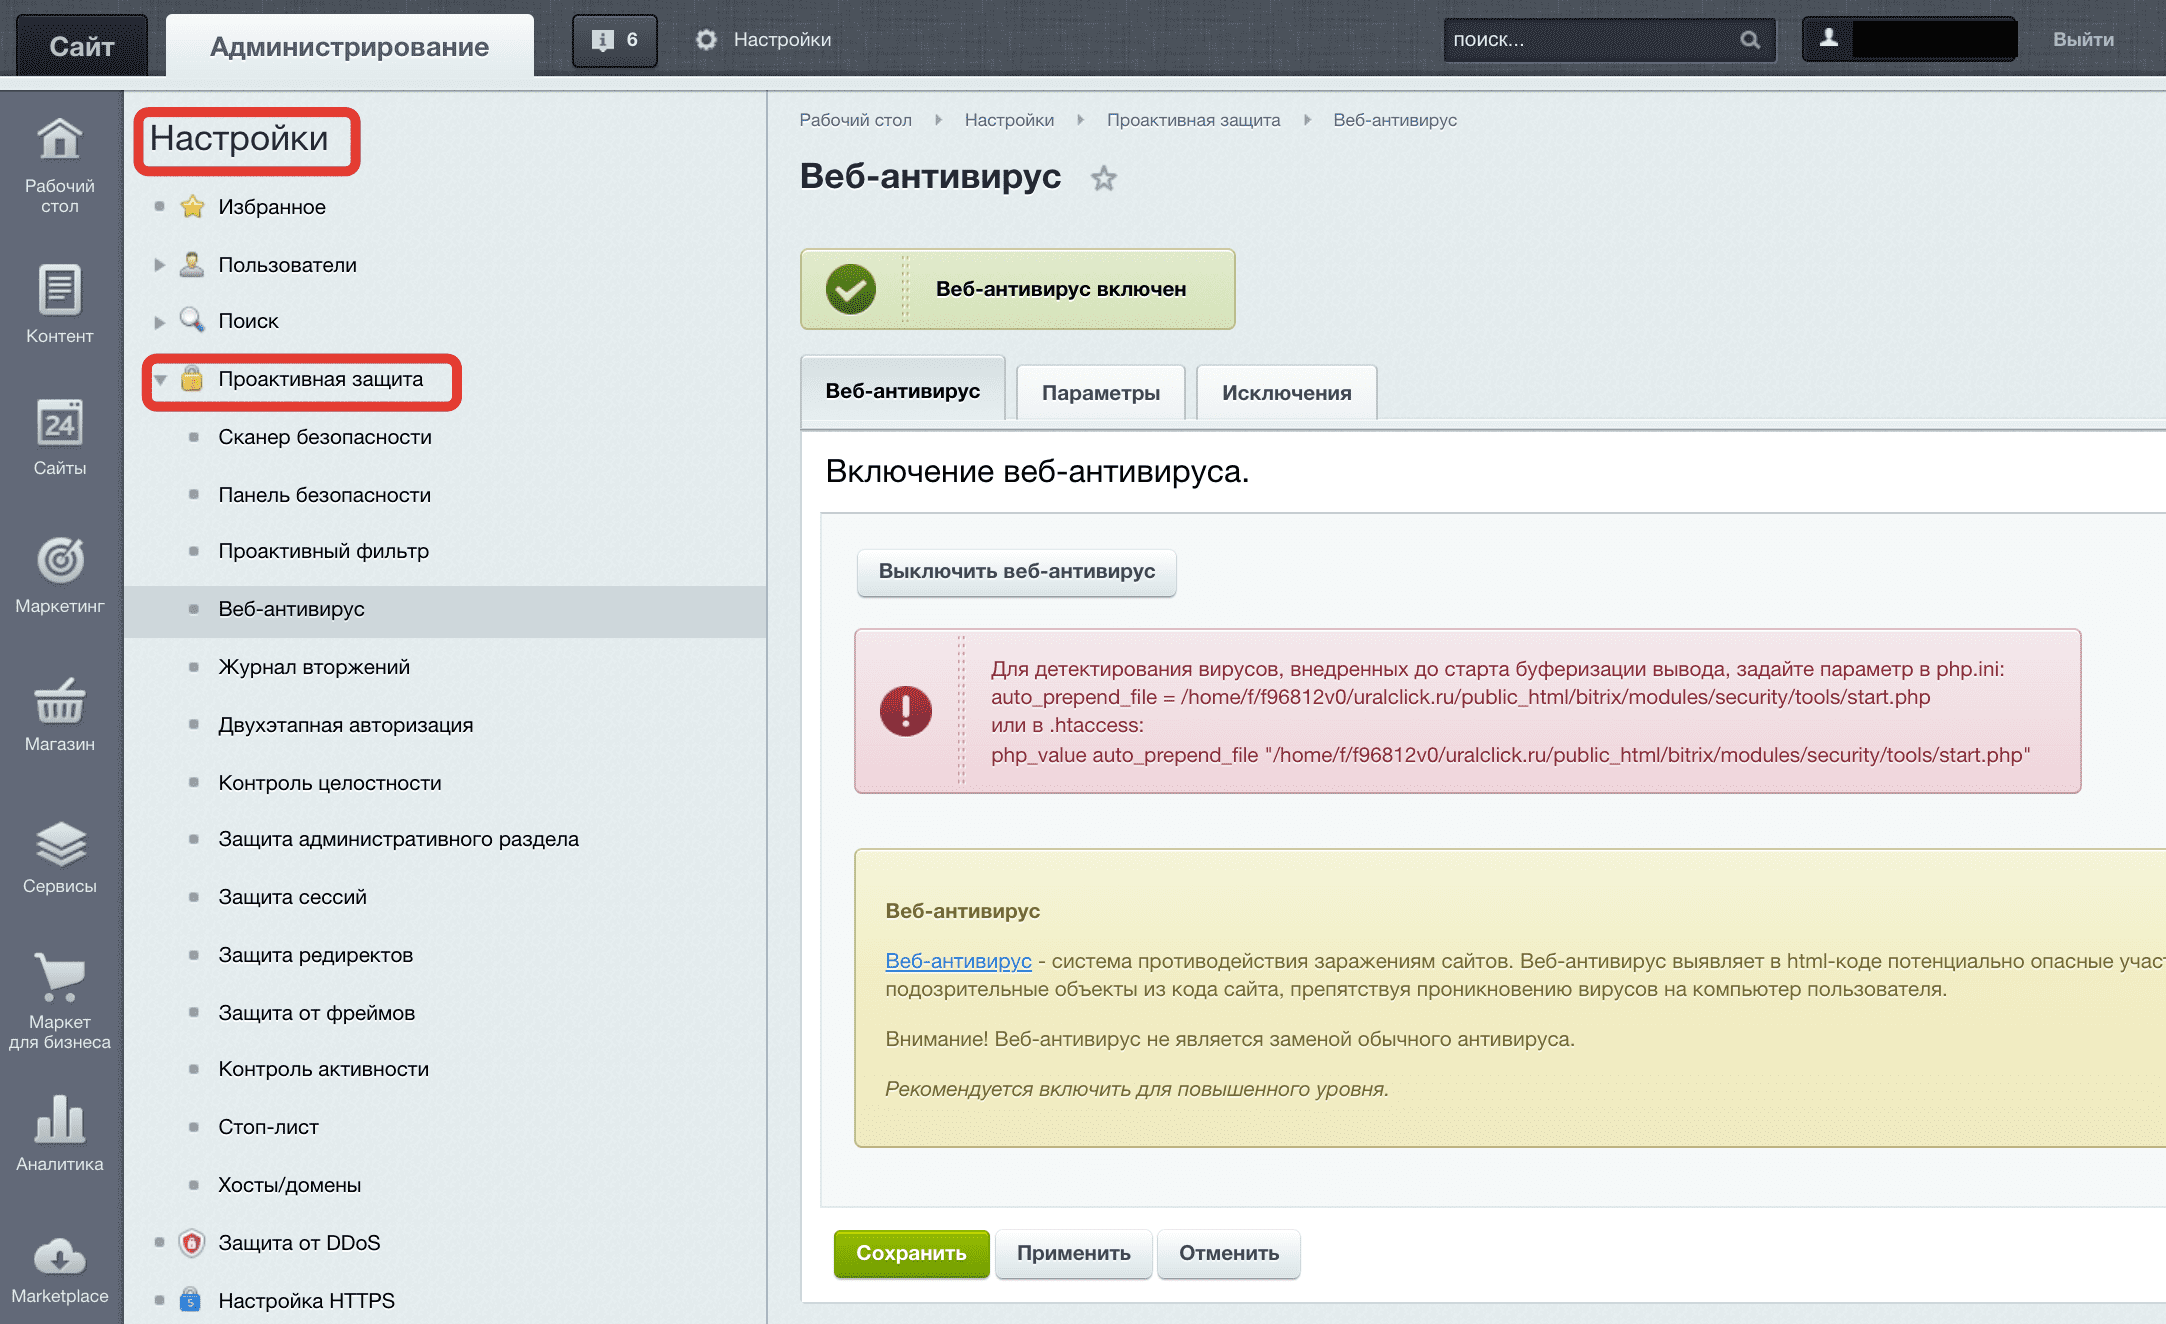 Сайт
Администрирование
6
Настройки
поиск...
Выйти
Рабочий
стол
Контент
24
Сайты
Маркетинг
Магазин
Сервисы
Маркет
для бизнеса
Аналитика
Marketplace
Настройки
Избранное
Пользователи
Поиск
Проактивная защита
Сканер безопасности
Панель безопасности
Проактивный фильтр
Веб-антивирус
Журнал вторжений
Двухэтапная авторизация
Контроль целостности
Защита административного раздела
Защита сессий
Защита редиректов
Защита от фреймов
Контроль активности
Стоп-лист
Хосты/домены
Защита от DDoS
Настройка HTTPS
Рабочий стол
Настройки
Проактивная защита
Веб-антивирус
Веб-антивирус
Веб-антивирус включен
Веб-антивирус
Параметры
Исключения
Включение веб-антивируса.
Выключить веб-антивирус
Для детектирования вирусов, внедренных до старта буферизации вывода, задайте параметр в php.ini:
auto_prepend_file = /home/f/f96812v0/uralclick.ru/public_html/bitrix/modules/security/tools/start.php
или в .htaccess:
php_value auto_prepend_file "/home/f/f96812v0/uralclick.ru/public_html/bitrix/modules/security/tools/start.php"
Веб-антивирус
Веб-антивирус - система противодействия заражениям сайтов. Веб-антивирус выявляет в html-коде потенциально опасные учас
подозрительные объекты из кода сайта, препятствуя проникновению вирусов на компьютер пользователя.
Внимание! Веб-антивирус не является заменой обычного антивируса.
Рекомендуется включить для повышенного уровня.
Сохранить
Применить
Отменить